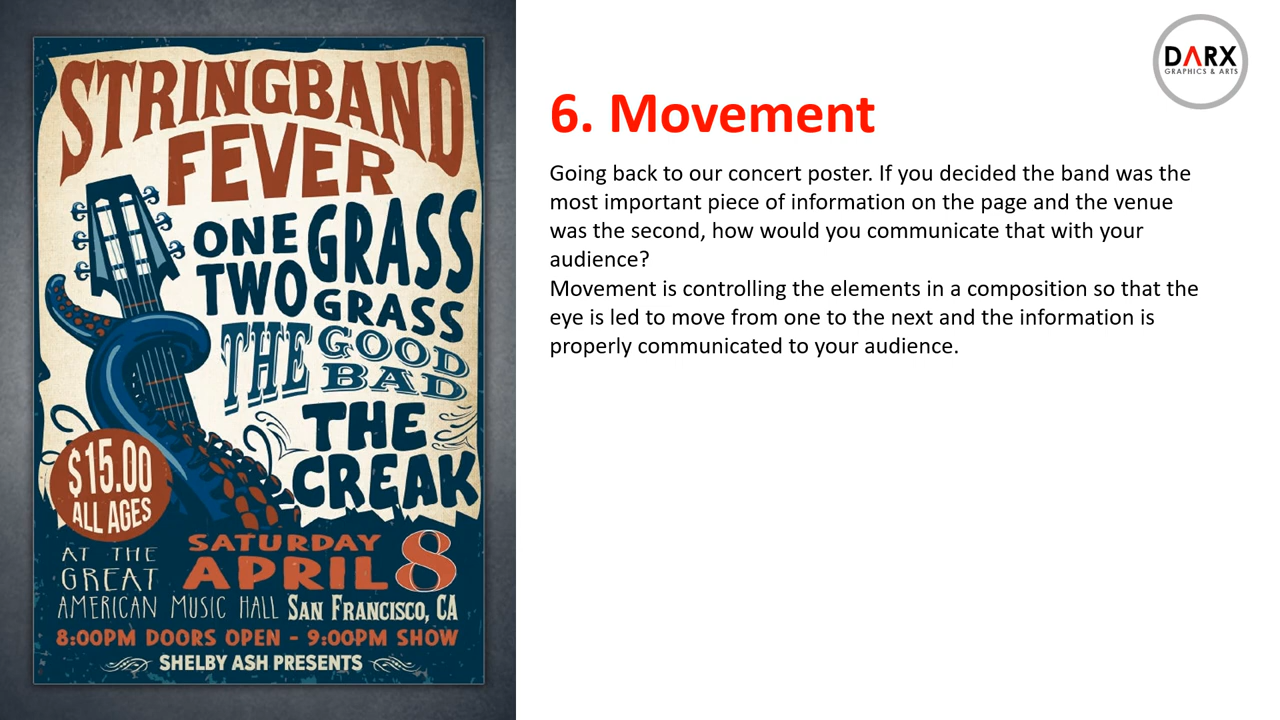 STRINGBAND
FEVER
ONE GRASS
TWO GRASS
THE GOOD
BAD
THE
CREAK
$15.00
ALL AGES
AT THE
GREAT
AMERICAN MUSIC HALL SAN FRANCISCO, CA
SATURDAY
APRIL 8
8:00PM DOORS OPEN - 9:00PM SHOW
SHELBY ASH PRESENTS
DARX
GRAPHICS & ARTS
6. Movement
Going back to our concert poster. If you decided the band was the
most important piece of information on the page and the venue
was the second, how would you communicate that with your
audience?
Movement is controlling the elements in a composition so that the
eye is led to move from one to the next and the information is
properly communicated to your audience.